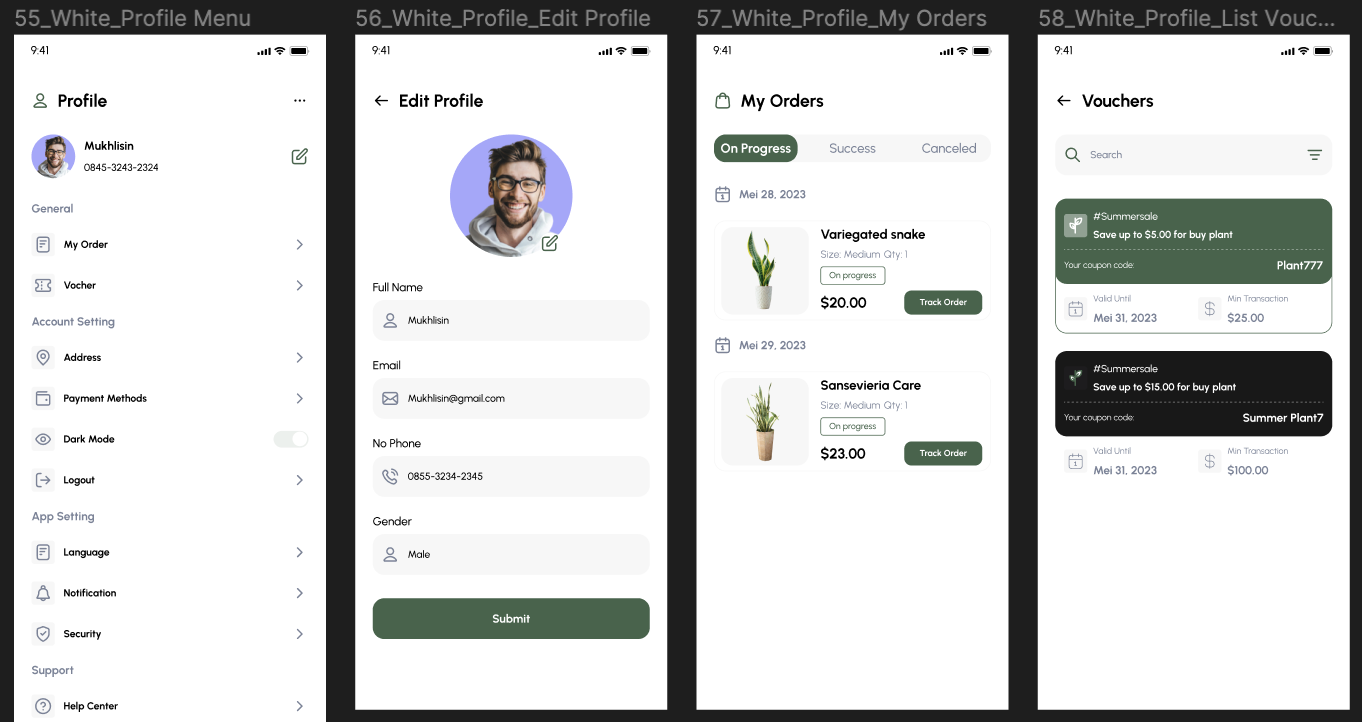 55_White_Profile Menu
9:41
Profile
Mukhlisin
0845-3243-2324
General
My Order
Vocher
Account Setting
Address
Payment Methods
Dark Mode
Logout
App Setting
Language
Notification
Security
Support
Help Center
56_White_Profile_Edit Profile
9:41
Edit Profile
Full Name
Mukhlisin
Email
Mukhlisin@gmail.com
No Phone
0855-3234-2345
Gender
Male
Submit
57_White_Profile_My Orders
9:41
My Orders
On Progress Success Canceled
Mei 28, 2023
Variegated snake
Size: Medium Qty: 1
On progress
$20.00 Track Order
Mei 29, 2023
Sansevieria Care
Size: Medium Qty: 1
On progress
$23.00 Track Order
58_White_Profile_List Vouc...
9:41
Vouchers
Search
#Summersale
Save up to $5.00 for buy plant
Your coupon code: Plant777
Valid Until Min Transaction
Mei 31, 2023 $25.00
#Summersale
Save up to $15.00 for buy plant
Your coupon code: Summer Plant7
Valid Until Min Transaction
Mei 31, 2023 $100.00